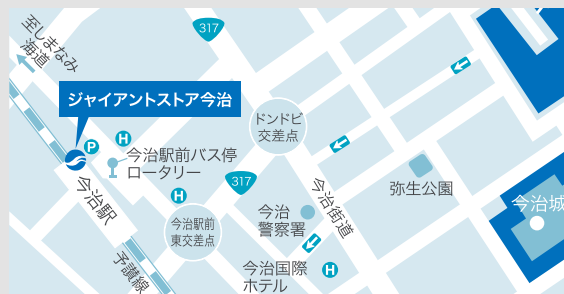 317
至しまなみ
海道
ジャイアントストア今治
ドンドビ
交差点
P
H
今治駅前バス停
ロータリー
317
H
今治駅
今治街道
弥生公園
今治城
今治
警察署
今治駅前
東交差点
予讃線
今治国際
ホテル
H